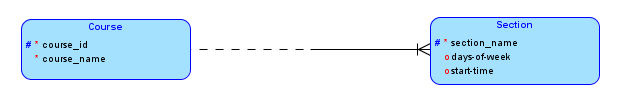 Course
# * course_id
* course_name
Section
# * section_name
o days-of-week
o start-time